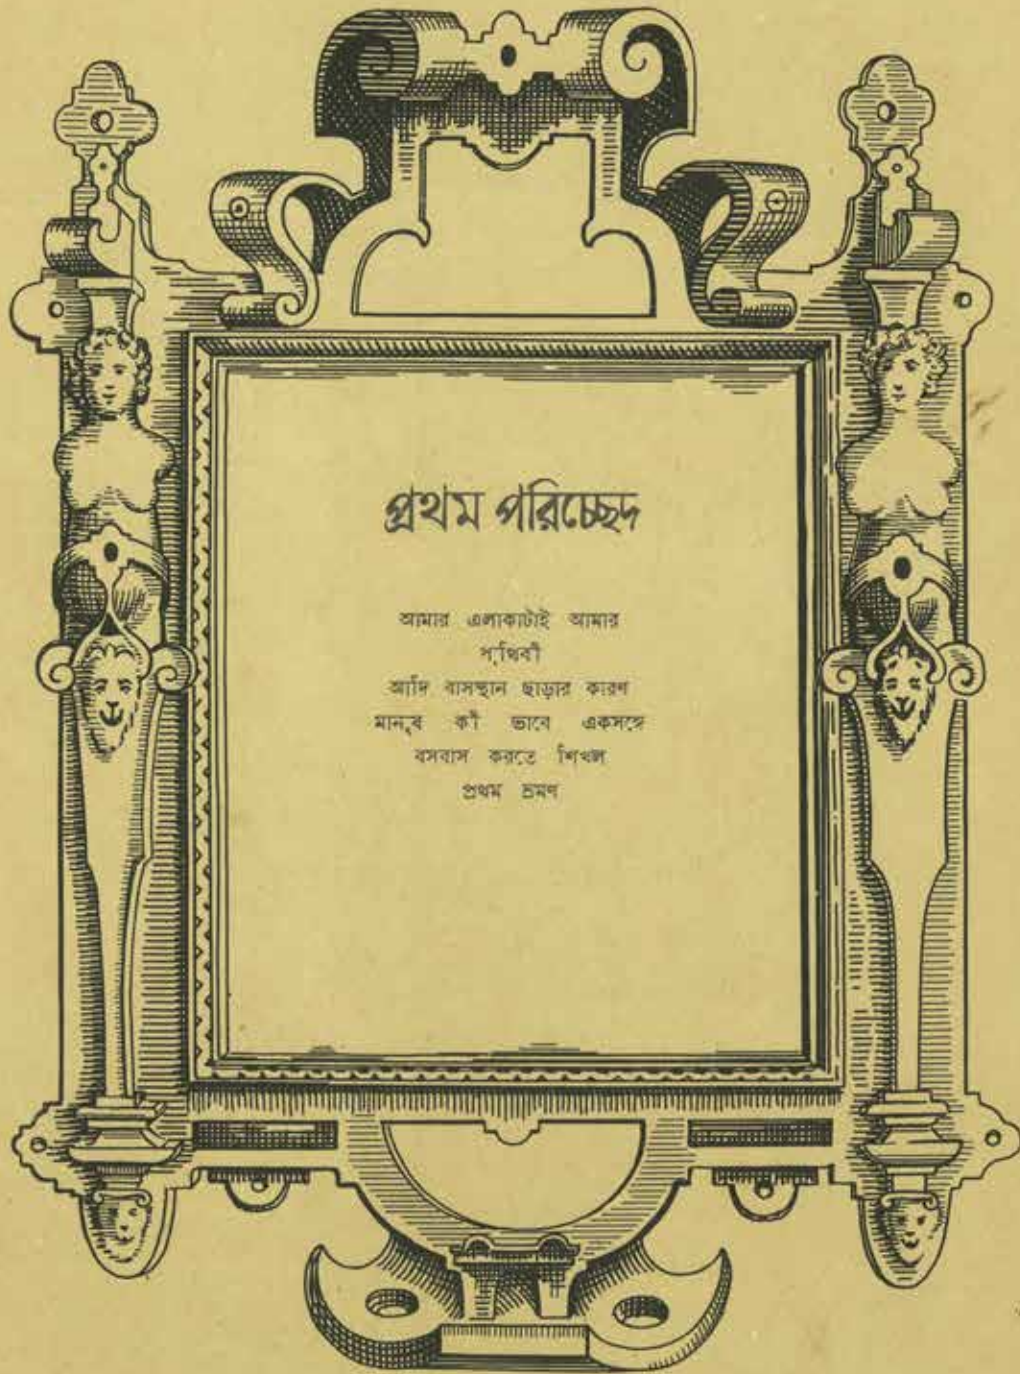 প্রথম পরিচ্ছেদ
আমার এলাকাটাই আমার
পৃথিবী
আদি বাসস্থান ছাড়ার কারণ
মানুষ কী ভাবে একসঙ্গে
বসবাস করতে শিখল
প্রথম ভ্রমণ